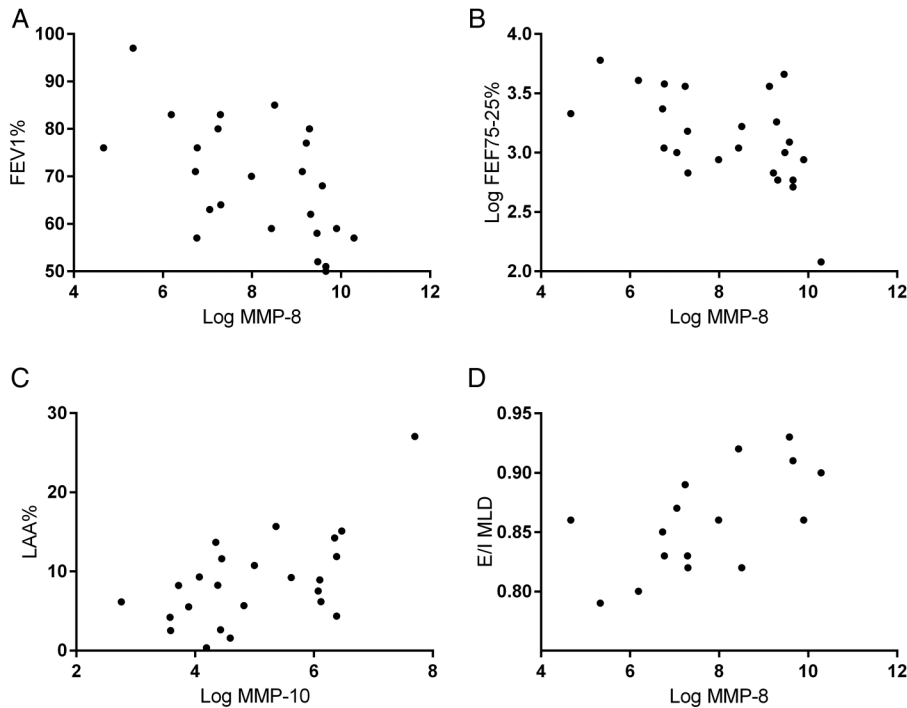 A
B
FEV1%
100
90
80
70
60
50
4 6 8 10 12
Log MMP-8
Log FEF75-25%
4.0
3.5
3.0
2.5
2.0
4 6 8 10 12
Log MMP-8
C
D
LAA%
30
20
10
0
2 4 6 8
Log MMP-10
E/I MLD
0.95
0.90
0.85
0.80
4 6 8 10 12
Log MMP-8